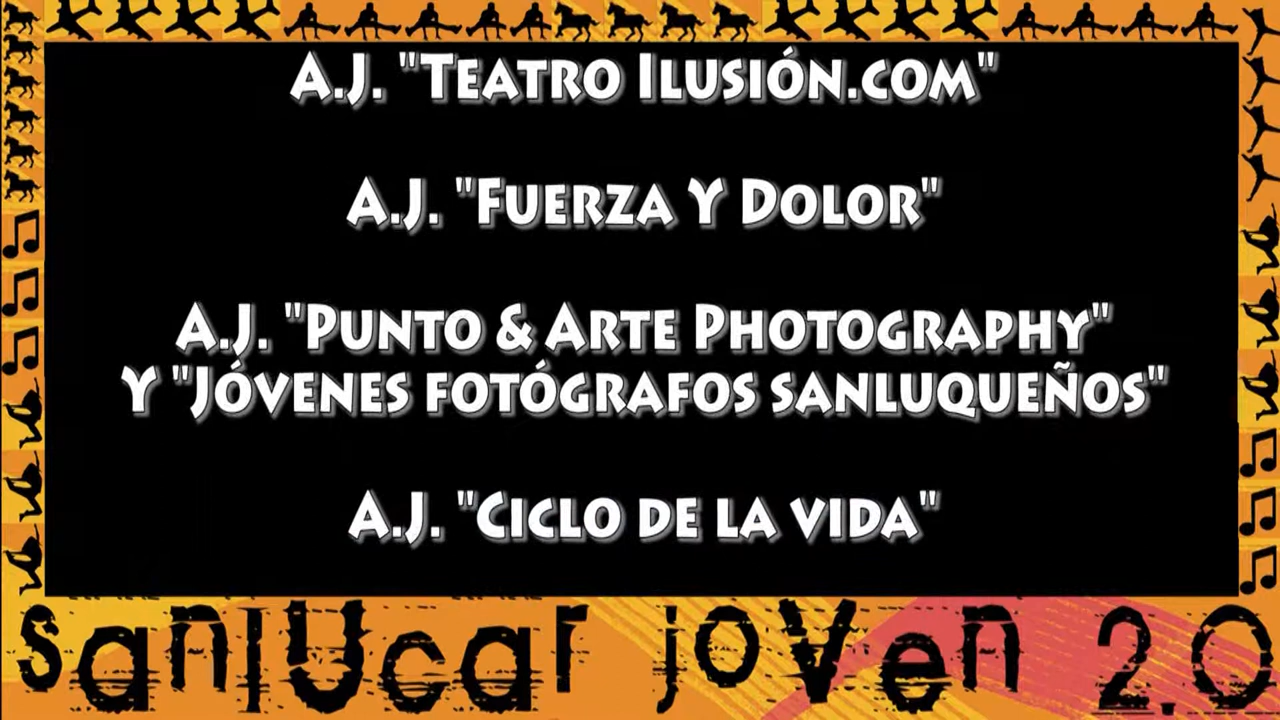 A.J. "Teatro Ilusión.com"
A.J. "Fuerza Y Dolor"
A.J. "Punto & Arte Photography"
Y "Jóvenes fotógrafos sanluqueños"
A.J. "Ciclo de la vida"
sanlucar joven 2.0